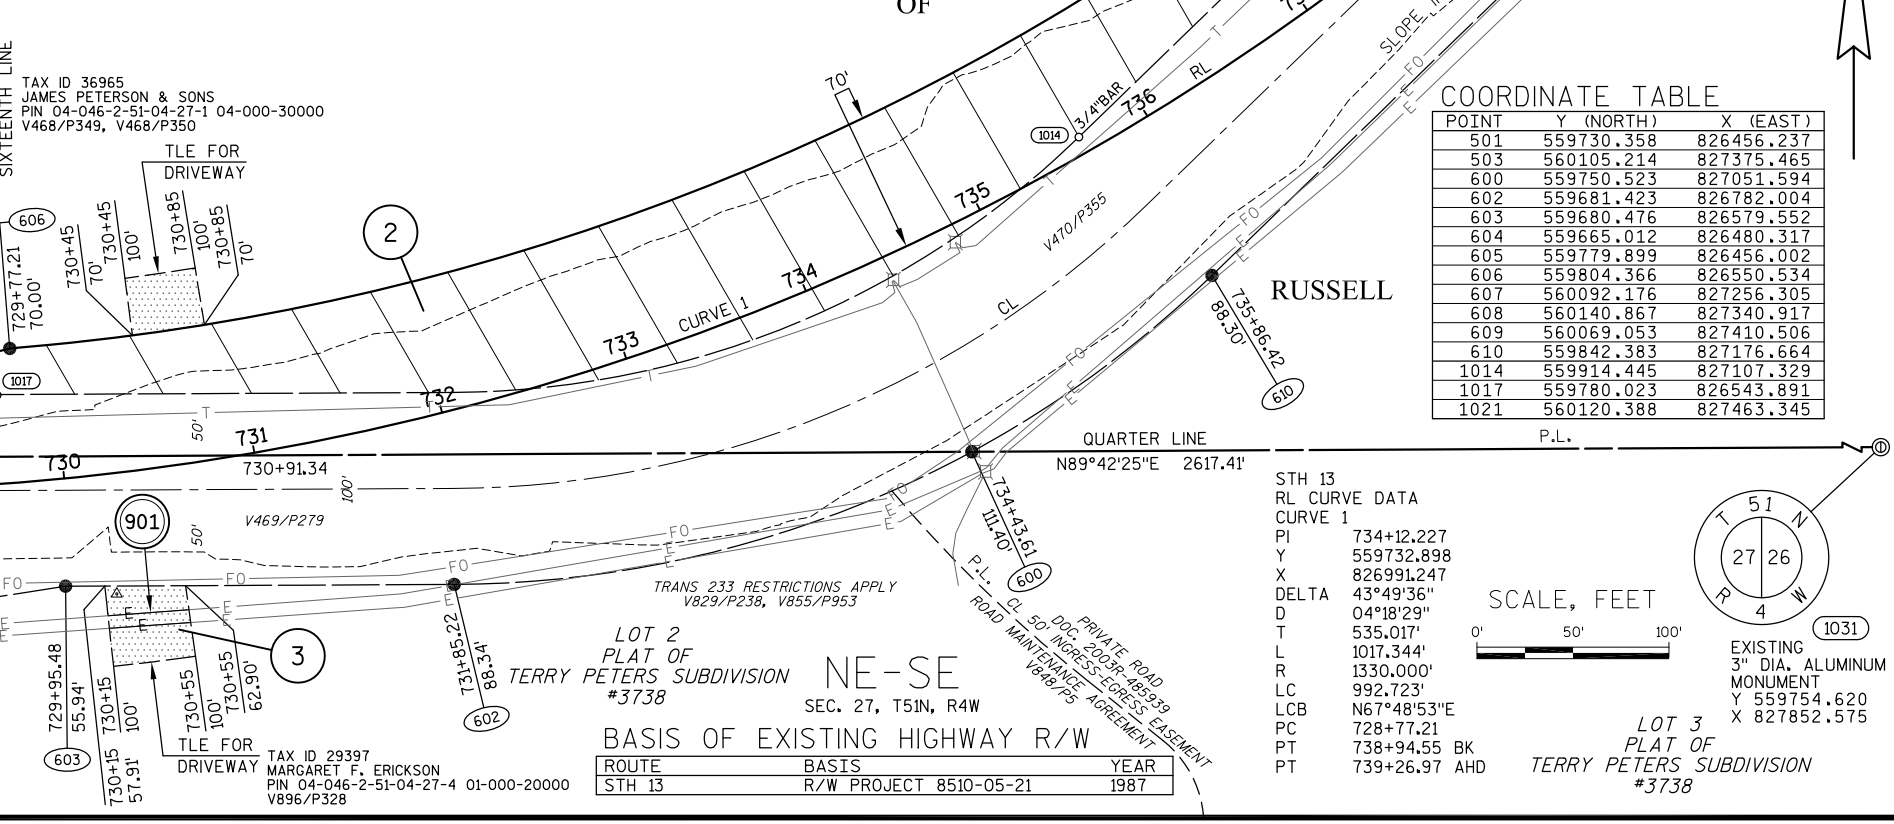 OF
SIXTEENTH LINE
TAX ID 36965
JAMES PETERSON & SONS
PIN 04-046-2-51-04-27-1 04-000-30000
V468/P349, V468/P350
TLE FOR
DRIVEWAY
606
729+77.21
70.00'
730+45
70'
730+45
100'
730+85
100'
730+85
70'
2
1017
70'
1014
3/4"BAR
RL
736
735
734
733
732
731
730
CURVE 1
T
T
T
T
V470/P355
CL
SLOPE
FO
E
FO
E
FO
E
RUSSELL
735+86.42
88.30'
610
COORDINATE TABLE
POINT Y (NORTH) X (EAST)
501 559730.358 826456.237
503 560105.214 827375.465
600 559750.523 827051.594
602 559681.423 826782.004
603 559680.476 826579.552
604 559665.012 826480.317
605 559779.899 826456.002
606 559804.366 826550.534
607 560092.176 827256.305
608 560140.867 827340.917
609 560069.053 827410.506
610 559842.383 827176.664
1014 559914.445 827107.329
1017 559780.023 826543.891
1021 560120.388 827463.345
QUARTER LINE
N89°42'25"E 2617.41'
P.L.
730+91.34
50'
100'
V469/P279
50'
901
FO
FO
FO
FO
E
E
E
E
3
729+95.48
55.94'
603
730+15
100'
730+15
57.91'
730+55
100'
730+55
62.90'
TLE FOR
DRIVEWAY
TAX ID 29397
MARGARET F. ERICKSON
PIN 04-046-2-51-04-27-4 01-000-20000
V896/P328
731+85.22
88.34'
602
TRANS 233 RESTRICTIONS APPLY
V829/P238, V855/P953
LOT 2
PLAT OF
TERRY PETERS SUBDIVISION
#3738
NE-SE
SEC. 27, T51N, R4W
734+43.61
111.40'
600
P.L.
CL 50' INGRESS-EGRESS EASEMENT
DOC. 2003R-485939
PRIVATE ROAD
ROAD MAINTENANCE AGREEMENT
V848/P5
BASIS OF EXISTING HIGHWAY R/W
ROUTE BASIS YEAR
STH 13 R/W PROJECT 8510-05-21 1987
STH 13
RL CURVE DATA
CURVE 1
PI 734+12.227
Y 559732.898
X 826991.247
DELTA 43°49'36"
D 04°18'29"
T 535.017'
L 1017.344'
R 1330.000'
LC 992.723'
LCB N67°48'53"E
PC 728+77.21
PT 738+94.55 BK
PT 739+26.97 AHD
SCALE, FEET
0' 50' 100'
T 51 N
27 26
R 4 W
1031
EXISTING
3" DIA. ALUMINUM
MONUMENT
Y 559754.620
X 827852.575
LOT 3
PLAT OF
TERRY PETERS SUBDIVISION
#3738